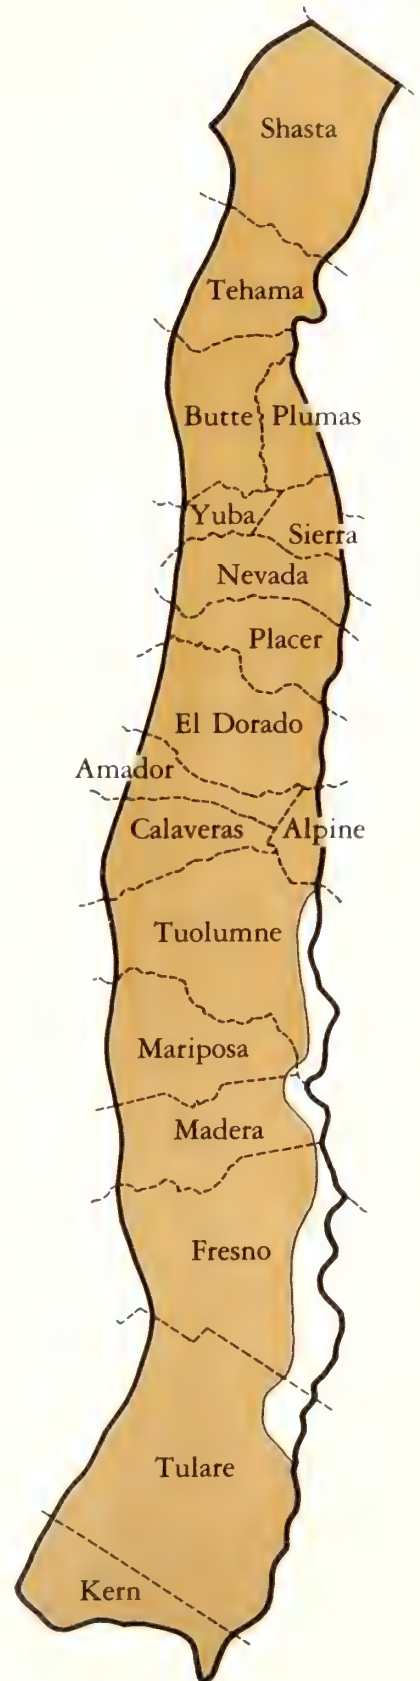 Shasta
Tehama
Butte Plumas
Yuba
Sierra
Nevada
Placer
El Dorado
Amador
Calaveras Alpine
Tuolumne
Mariposa
Madera
Fresno
Tulare
Kern